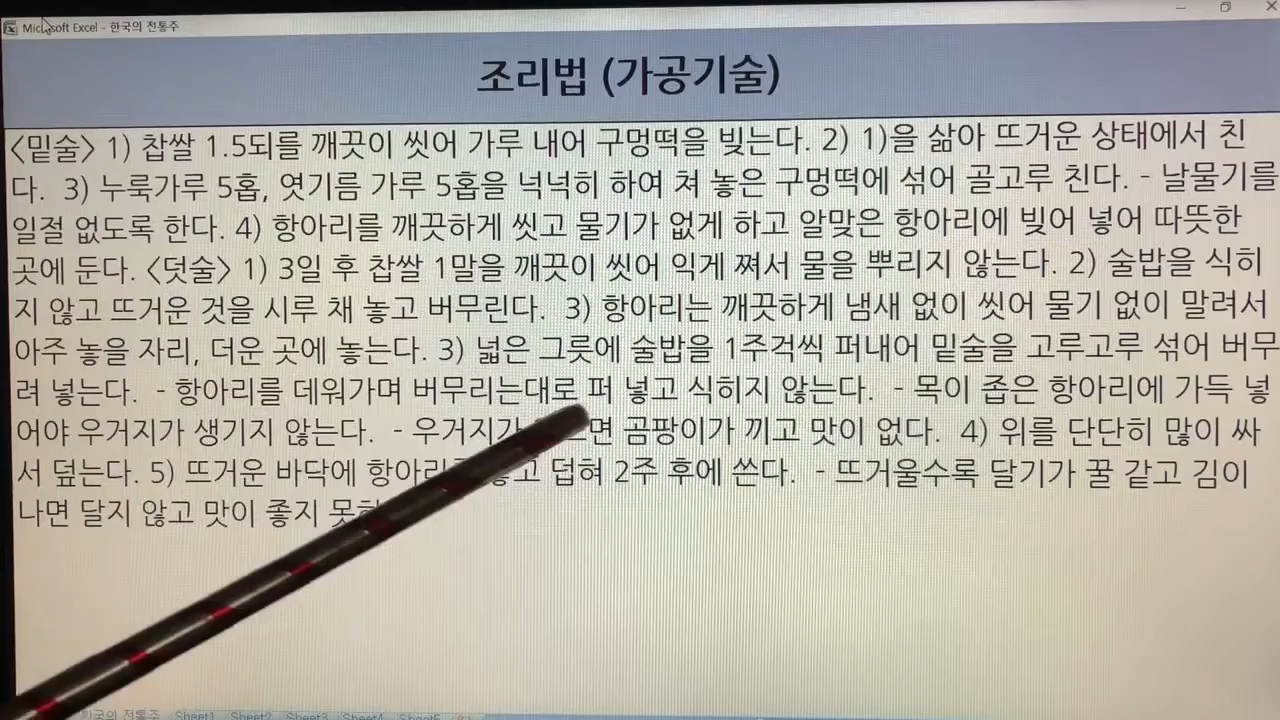 Microsoft Excel - 한국의 전통주
조리법 (가공기술)
<밑술> 1) 찹쌀 1.5되를 깨끗이 씻어 가루 내어 구멍떡을 빚는다. 2) 1)을 삶아 뜨거운 상태에서 친
다. 3) 누룩가루 5홉, 엿기름 가루 5홉을 넉넉히 하여 쳐 놓은 구멍떡에 섞어 골고루 친다. - 날물기를
일절 없도록 한다. 4) 항아리를 깨끗하게 씻고 물기가 없게 하고 알맞은 항아리에 빚어 넣어 따뜻한
곳에 둔다. <덧술> 1) 3일 후 찹쌀 1말을 깨끗이 씻어 익게 쪄서 물을 뿌리지 않는다. 2) 술밥을 식히
지 않고 뜨거운 것을 시루 채 놓고 버무린다. 3) 항아리는 깨끗하게 냄새 없이 씻어 물기 없이 말려서
아주 놓을 자리, 더운 곳에 놓는다. 3) 넓은 그릇에 술밥을 1주걱씩 퍼내어 밑술을 고루고루 섞어 버무
려 넣는다. - 항아리를 데워가며 버무리는대로 퍼 넣고 식히지 않는다. - 목이 좁은 항아리에 가득 넣
어야 우거지가 생기지 않는다. - 우거지가 곰팡이가 끼고 맛이 없다. 4) 위를 단단히 많이 싸
서 덮는다. 5) 뜨거운 바닥에 덥혀 2주 후에 쓴다. - 뜨거울수록 달기가 꿀 같고 김이
나면 달지 않고 맛이 좋지
한국의 전통주 Sheet1 Sheet2 Sheet3 Sheet4 Sheet5